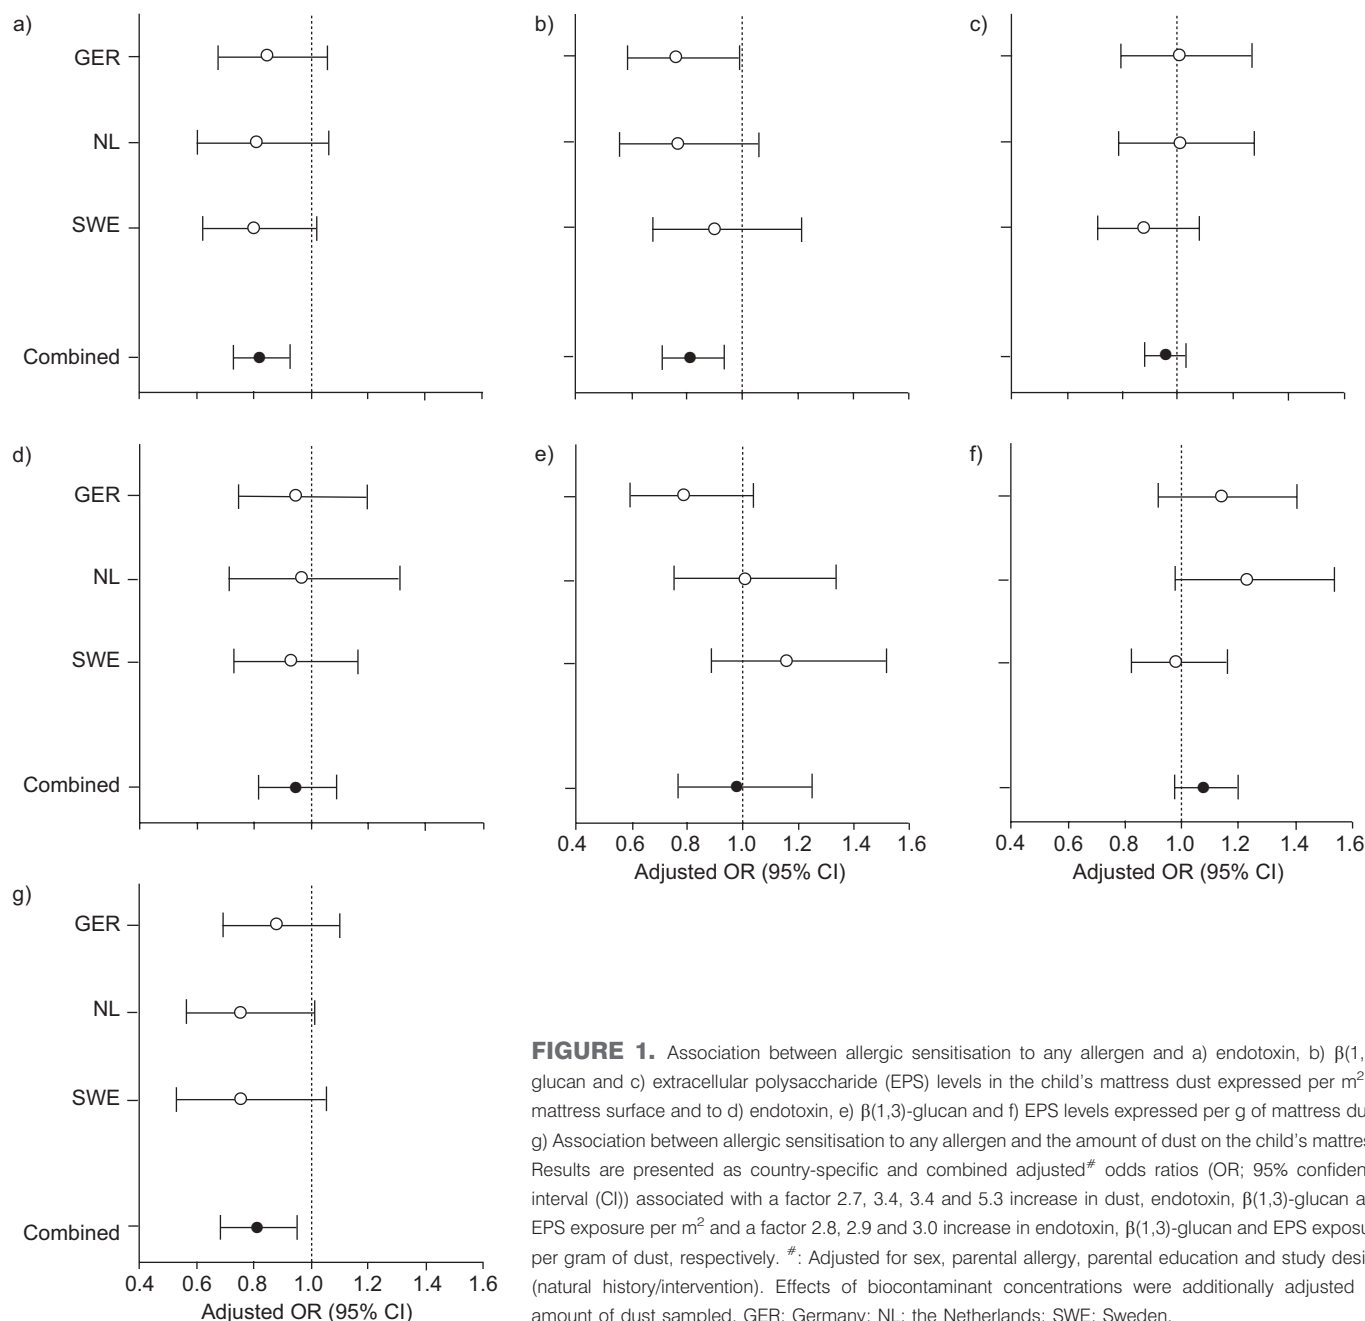 a)
GER
NL
SWE
Combined
b)
c)
d)
GER
NL
SWE
Combined
e)
0.4 0.6 0.8 1.0 1.2 1.4 1.6
Adjusted OR (95% CI)
f)
0.4 0.6 0.8 1.0 1.2 1.4 1.6
Adjusted OR (95% CI)
g)
GER
NL
SWE
Combined
0.4 0.6 0.8 1.0 1.2 1.4 1.6
Adjusted OR (95% CI)
FIGURE 1. Association between allergic sensitisation to any allergen and a) endotoxin, b) β(1,
glucan and c) extracellular polysaccharide (EPS) levels in the child's mattress dust expressed per m²
mattress surface and to d) endotoxin, e) β(1,3)-glucan and f) EPS levels expressed per g of mattress du
g) Association between allergic sensitisation to any allergen and the amount of dust on the child's mattre
Results are presented as country-specific and combined adjusted# odds ratios (OR; 95% confiden
interval (CI)) associated with a factor 2.7, 3.4, 3.4 and 5.3 increase in dust, endotoxin, β(1,3)-glucan a
EPS exposure per m² and a factor 2.8, 2.9 and 3.0 increase in endotoxin, β(1,3)-glucan and EPS exposu
per gram of dust, respectively. #: Adjusted for sex, parental allergy, parental education and study desi
(natural history/intervention). Effects of biocontaminant concentrations were additionally adjusted
amount of dust sampled. GER: Germany; NL: the Netherlands; SWE: Sweden.